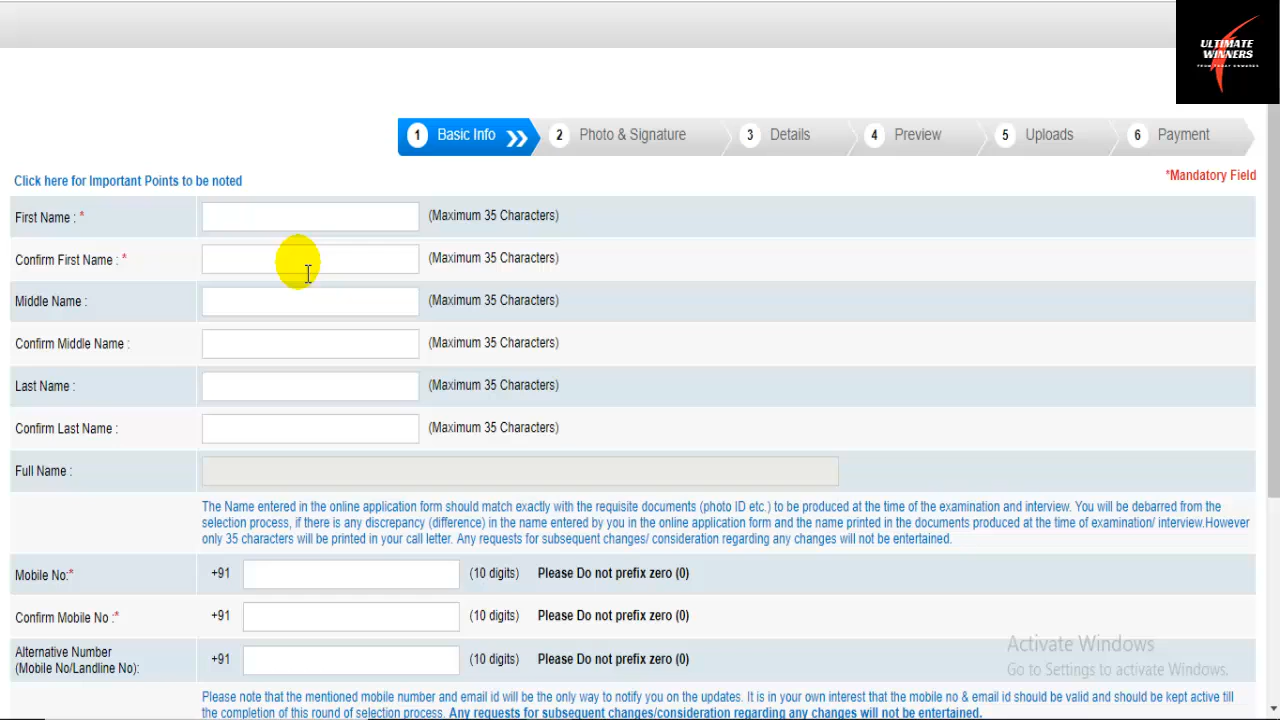 ULTIMATE
WINNERS
FROM TODAY ONWARDS
1 Basic Info
2 Photo & Signature
3 Details
4 Preview
5 Uploads
6 Payment
Click here for Important Points to be noted
*Mandatory Field
First Name : *
(Maximum 35 Characters)
Confirm First Name : *
(Maximum 35 Characters)
Middle Name :
(Maximum 35 Characters)
Confirm Middle Name :
(Maximum 35 Characters)
Last Name :
(Maximum 35 Characters)
Confirm Last Name :
(Maximum 35 Characters)
Full Name :
The Name entered in the online application form should match exactly with the requisite documents (photo ID etc.) to be produced at the time of the examination and interview. You will be debarred from the
selection process, if there is any discrepancy (difference) in the name entered by you in the online application form and the name printed in the documents produced at the time of examination/ interview.However
only 35 characters will be printed in your call letter. Any requests for subsequent changes/ consideration regarding any changes will not be entertained.
Mobile No:*
+91
(10 digits) Please Do not prefix zero (0)
Confirm Mobile No :*
+91
(10 digits) Please Do not prefix zero (0)
Alternative Number
(Mobile No/Landline No):
+91
(10 digits) Please Do not prefix zero (0)
Activate Windows
Go to Settings to activate Windows.
Please note that the mentioned mobile number and email id will be the only way to notify you on the updates. It is in your own interest that the mobile no & email id should be valid and should be kept active till
the completion of this round of selection process. Any requests for subsequent changes/consideration regarding any changes will not be entertained.